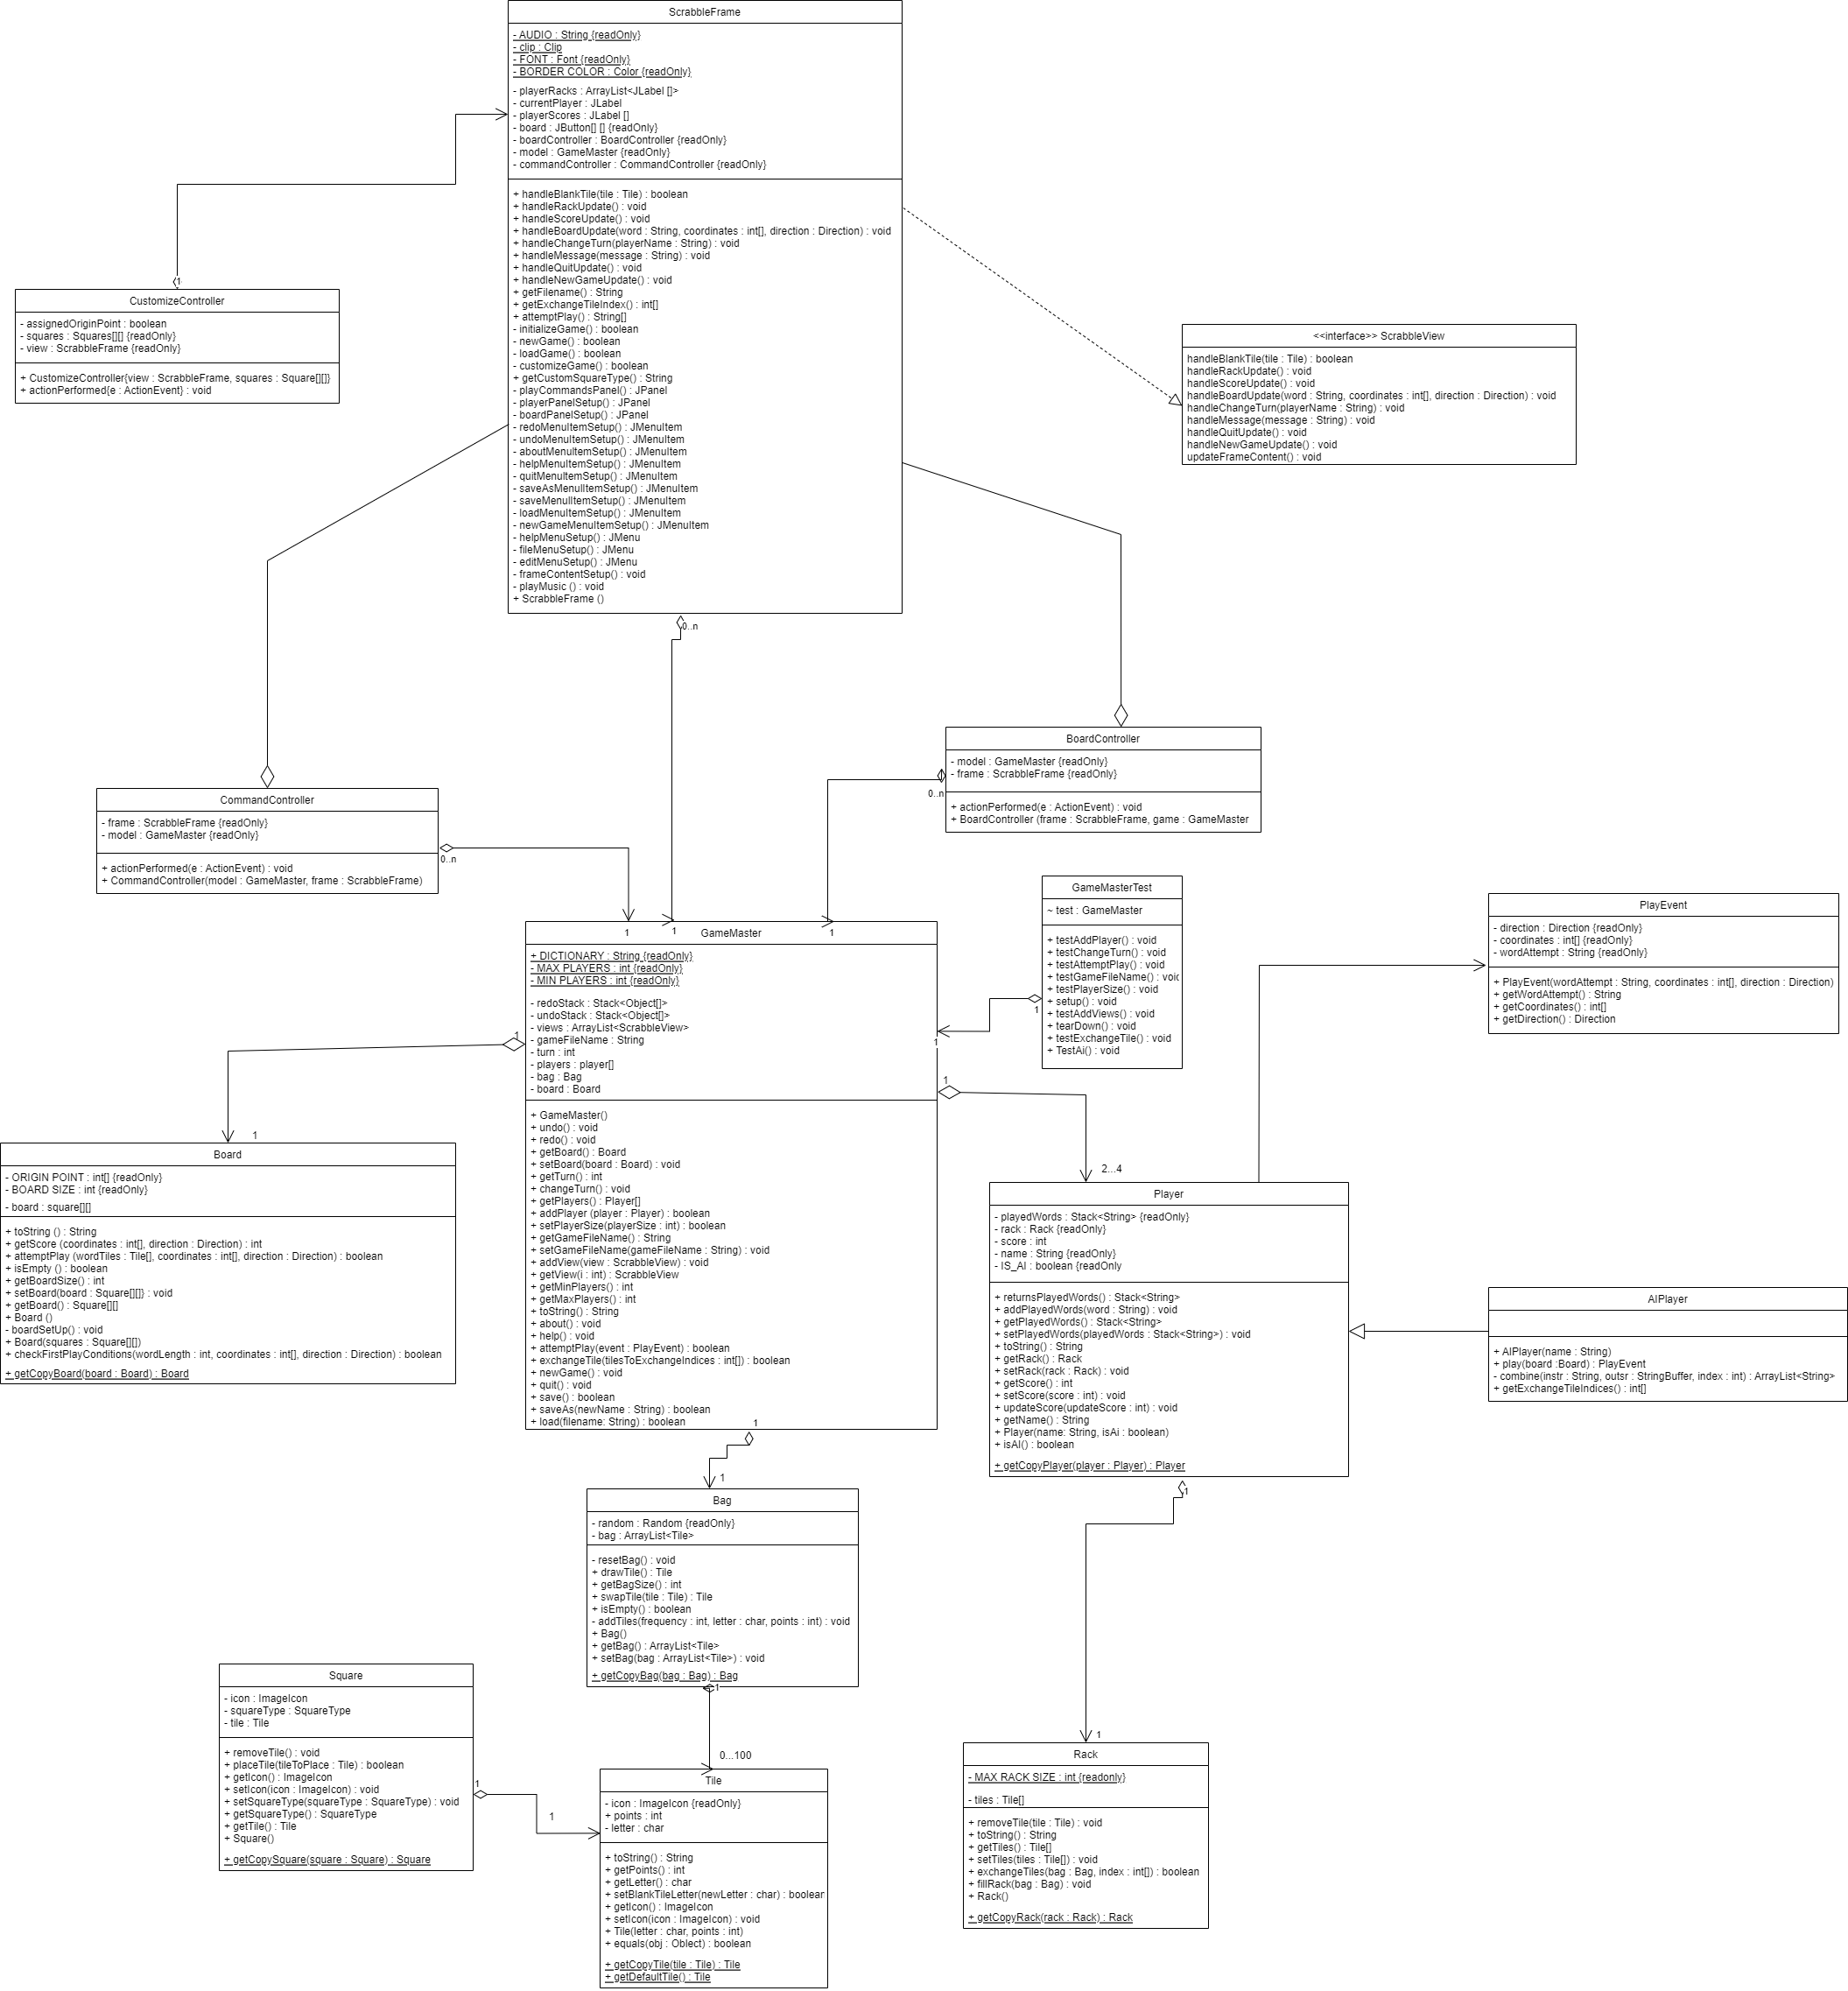 ScrabbleFrame
- AUDIO : String {readOnly}
- clip : Clip
- FONT : Font {readOnly}
- BORDER COLOR : Color {readOnly}
- playerRacks : ArrayList<JLabel []>
- currentPlayer : JLabel
- playerScores : JLabel []
- board : JButton[] [] {readOnly}
- boardController : BoardController {readOnly}
- model : GameMaster {readOnly}
- commandController : CommandController {readOnly}
+ handleBlankTile(tile : Tile) : boolean
+ handleRackUpdate() : void
+ handleScoreUpdate() : void
+ handleBoardUpdate(word : String, coordinates : int[], direction : Direction) : void
+ handleChangeTurn(playerName : String) : void
+ handleMessage(message : String) : void
+ handleQuitUpdate() : void
+ handleNewGameUpdate() : void
+ getFilename() : String
+ getExchangeTileIndex() : int[]
+ attemptPlay() : String[]
- initializeGame() : boolean
- newGame() : boolean
- loadGame() : boolean
- customizeGame() : boolean
+ getCustomSquareType() : String
- playCommandsPanel() : JPanel
- playerPanelSetup() : JPanel
- boardPanelSetup() : JPanel
- redoMenuItemSetup() : JMenuItem
- undoMenuItemSetup() : JMenuItem
- aboutMenuItemSetup() : JMenuItem
- helpMenuItemSetup() : JMenuItem
- quitMenuItemSetup() : JMenuItem
- saveAsMenuIItemSetup() : JMenuItem
- saveMenuIItemSetup() : JMenuItem
- loadMenuItemSetup() : JMenuItem
- newGameMenuItemSetup() : JMenuItem
- helpMenuSetup() : JMenu
- fileMenuSetup() : JMenu
- editMenuSetup() : JMenu
- frameContentSetup() : void
- playMusic () : void
+ ScrabbleFrame ()
0..n
1
CustomizeController
- assignedOriginPoint : boolean
- squares : Squares[][] {readOnly}
- view : ScrabbleFrame {readOnly}
+ CustomizeController{view : ScrabbleFrame, squares : Square[][]}
+ actionPerformed{e : ActionEvent} : void
<<interface>> ScrabbleView
handleBlankTile(tile : Tile) : boolean
handleRackUpdate() : void
handleScoreUpdate() : void
handleBoardUpdate(word : String, coordinates : int[], direction : Direction) : void
handleChangeTurn(playerName : String) : void
handleMessage(message : String) : void
handleQuitUpdate() : void
handleNewGameUpdate() : void
updateFrameContent() : void
BoardController
- model : GameMaster {readOnly}
- frame : ScrabbleFrame {readOnly}
+ actionPerformed(e : ActionEvent) : void
+ BoardController (frame : ScrabbleFrame, game : GameMaster
0..n
CommandController
- frame : ScrabbleFrame {readOnly}
- model : GameMaster {readOnly}
+ actionPerformed(e : ActionEvent) : void
+ CommandController(model : GameMaster, frame : ScrabbleFrame)
0..n
GameMasterTest
~ test : GameMaster
+ testAddPlayer() : void
+ testChangeTurn() : void
+ testAttemptPlay() : void
+ testGameFileName() : void
+ testPlayerSize() : void
+ setup() : void
+ testAddViews() : void
+ tearDown() : void
+ testExchangeTile() : void
+ TestAi() : void
1
1
PlayEvent
- direction : Direction {readOnly}
- coordinates : int[] {readOnly}
- wordAttempt : String {readOnly}
+ PlayEvent(wordAttempt : String, coordinates : int[], direction : Direction)
+ getWordAttempt() : String
+ getCoordinates() : int[]
+ getDirection() : Direction
1
1
1
GameMaster
+ DICTIONARY : String {readOnly}
- MAX PLAYERS : int {readOnly}
- MIN PLAYERS : int {readOnly}
- redoStack : Stack<Object[]>
- undoStack : Stack<Object[]>
- views : ArrayList<ScrabbleView>
- gameFileName : String
- turn : int
- players : player[]
- bag : Bag
- board : Board
+ GameMaster()
+ undo() : void
+ redo() : void
+ getBoard() : Board
+ setBoard(board : Board) : void
+ getTurn() : int
+ changeTurn() : void
+ getPlayers() : Player[]
+ addPlayer (player : Player) : boolean
+ setPlayerSize(playerSize : int) : boolean
+ getGameFileName() : String
+ setGameFileName(gameFileName : String) : void
+ addView(view : ScrabbleView) : void
+ getView(i : int) : ScrabbleView
+ getMinPlayers() : int
+ getMaxPlayers() : int
+ toString() : String
+ about() : void
+ help() : void
+ attemptPlay(event : PlayEvent) : boolean
+ exchangeTile(tilesToExchangeIndices : int[]) : boolean
+ newGame() : void
+ quit() : void
+ save() : boolean
+ saveAs(newName : String) : boolean
+ load(filename: String) : boolean
1
1
1
2...4
1
1
Board
- ORIGIN POINT : int[] {readOnly}
- BOARD SIZE : int {readOnly}
- board : square[][]
+ toString () : String
+ getScore (coordinates : int[], direction : Direction) : int
+ attemptPlay (wordTiles : Tile[], coordinates : int[], direction : Direction) : boolean
+ isEmpty () : boolean
+ getBoardSize() : int
+ setBoard(board : Square[][]} : void
+ getBoard() : Square[][]
+ Board ()
- boardSetUp() : void
+ Board(squares : Square[][])
+ checkFirstPlayConditions(wordLength : int, coordinates : int[], direction : Direction) : boolean
+ getCopyBoard(board : Board) : Board
Player
- playedWords : Stack<String> {readOnly}
- rack : Rack {readOnly}
- score : int
- name : String {readOnly}
- IS_AI : boolean {readOnly
+ returnsPlayedWords() : Stack<String>
+ addPlayedWords(word : String) : void
+ getPlayedWords() : Stack<String>
+ setPlayedWords(playedWords : Stack<String>) : void
+ toString() : String
+ getRack() : Rack
+ setRack(rack : Rack) : void
+ getScore() : int
+ setScore(score : int) : void
+ updateScore(updateScore : int) : void
+ getName() : String
+ Player(name: String, isAi : boolean)
+ isAI() : boolean
+ getCopyPlayer(player : Player) : Player
1
AIPlayer
+ AIPlayer(name : String)
+ play(board :Board) : PlayEvent
- combine(instr : String, outsr : StringBuffer, index : int) : ArrayList<String>
+ getExchangeTileIndices() : int[]
Bag
- random : Random {readOnly}
- bag : ArrayList<Tile>
- resetBag() : void
+ drawTile() : Tile
+ getBagSize() : int
+ swapTile(tile : Tile) : Tile
+ isEmpty() : boolean
- addTiles(frequency : int, letter : char, points : int) : void
+ Bag()
+ getBag() : ArrayList<Tile>
+ setBag(bag : ArrayList<Tile>) : void
+ getCopyBag(bag : Bag) : Bag
1
0...100
Square
- icon : ImageIcon
- squareType : SquareType
- tile : Tile
+ removeTile() : void
+ placeTile(tileToPlace : Tile) : boolean
+ getIcon() : ImageIcon
+ setIcon(icon : ImageIcon) : void
+ setSquareType(squareType : SquareType) : void
+ getSquareType() : SquareType
+ getTile() : Tile
+ Square()
+ getCopySquare(square : Square) : Square
1
1
Tile
- icon : ImageIcon {readOnly}
+ points : int
- letter : char
+ toString() : String
+ getPoints() : int
+ getLetter() : char
+ setBlankTileLetter(newLetter : char) : boolean
+ getIcon() : ImageIcon
+ setIcon(icon : ImageIcon) : void
+ Tile(letter : char, points : int)
+ equals(obj : Oblect) : boolean
+ getCopyTile(tile : Tile) : Tile
+ getDefaultTile() : Tile
1
Rack
- MAX RACK SIZE : int {readonly}
- tiles : Tile[]
+ removeTile(tile : Tile) : void
+ toString() : String
+ getTiles() : Tile[]
+ setTiles(tiles : Tile[]) : void
+ exchangeTiles(bag : Bag, index : int[]) : boolean
+ fillRack(bag : Bag) : void
+ Rack()
+ getCopyRack(rack : Rack) : Rack